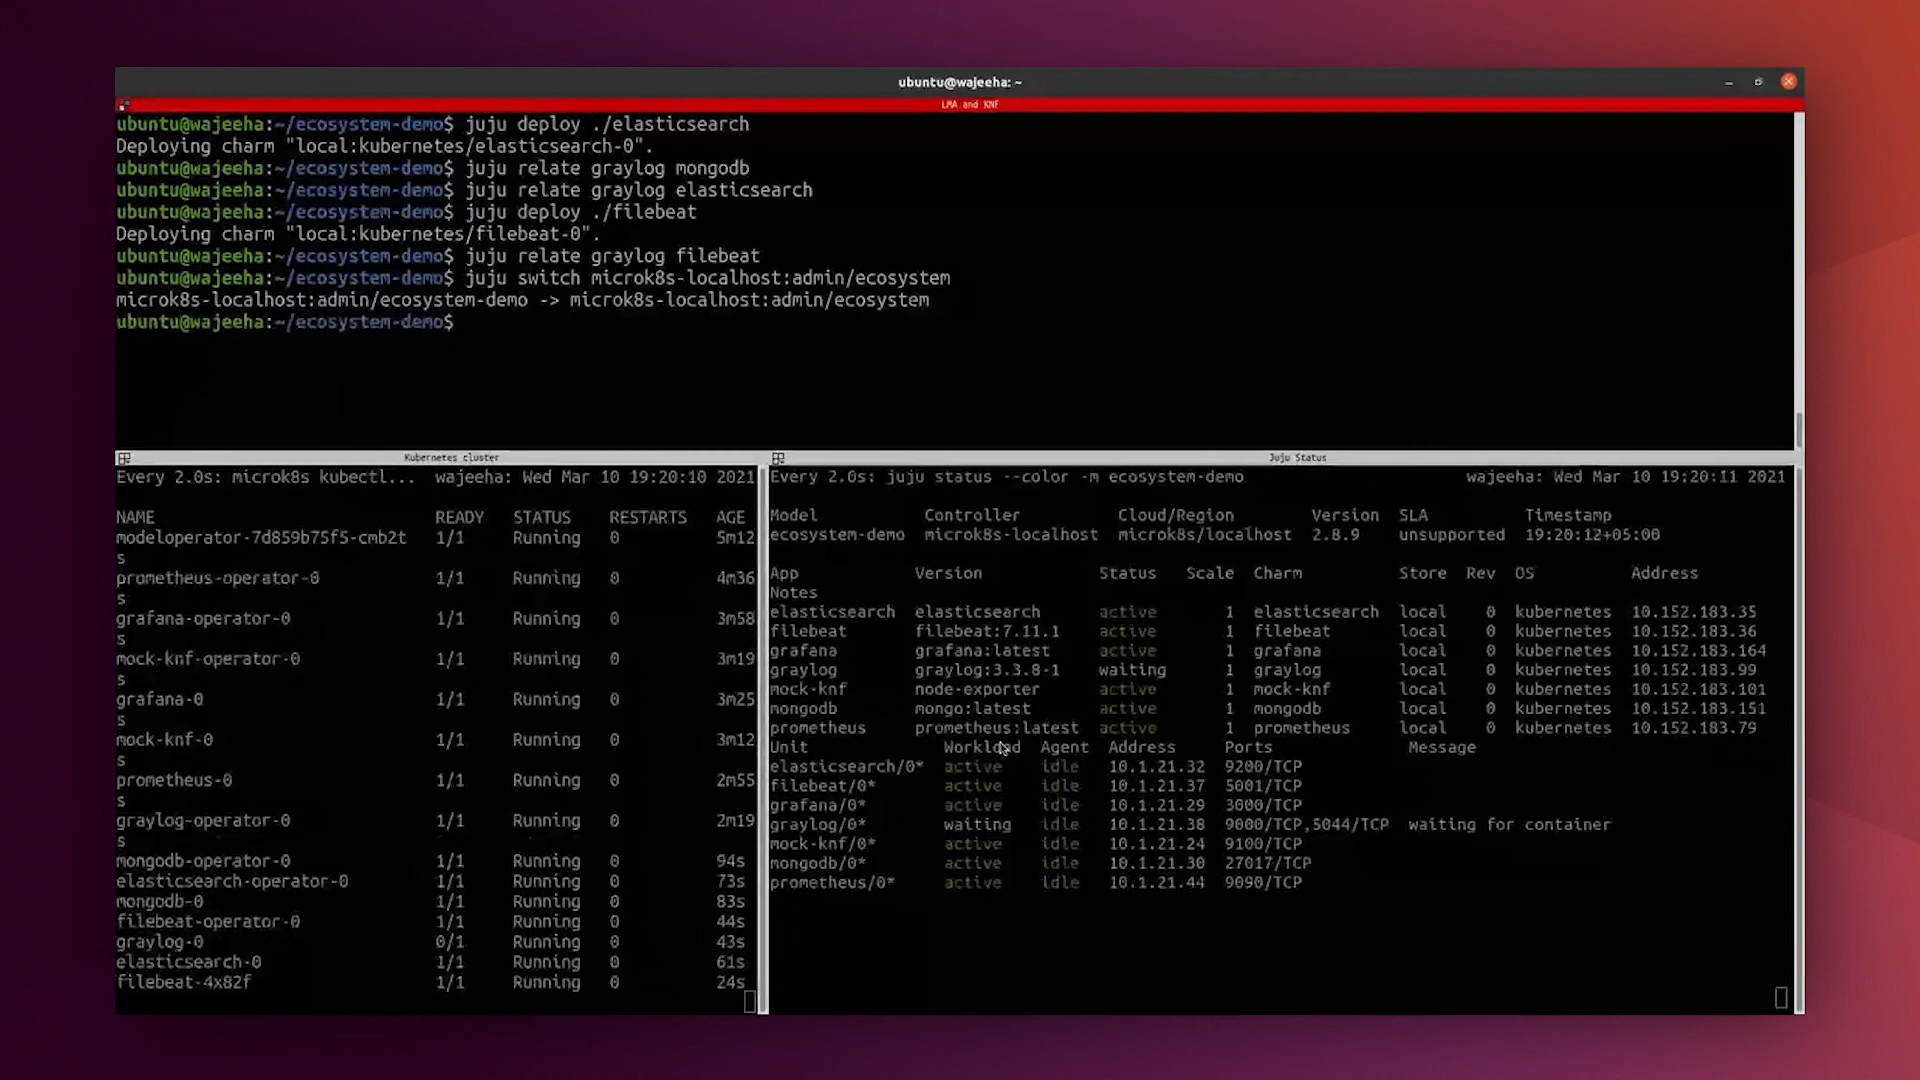 ubuntu@wajeeha: ~
LMA and KNF
ubuntu@wajeeha:~/ecosystem-demo$ juju deploy ./elasticsearch
Deploying charm "local:kubernetes/elasticsearch-0".
ubuntu@wajeeha:~/ecosystem-demo$ juju relate graylog mongodb
ubuntu@wajeeha:~/ecosystem-demo$ juju relate graylog elasticsearch
ubuntu@wajeeha:~/ecosystem-demo$ juju deploy ./filebeat
Deploying charm "local:kubernetes/filebeat-0".
ubuntu@wajeeha:~/ecosystem-demo$ juju relate graylog filebeat
ubuntu@wajeeha:~/ecosystem-demo$ juju switch microk8s-localhost:admin/ecosystem
microk8s-localhost:admin/ecosystem-demo -> microk8s-localhost:admin/ecosystem
ubuntu@wajeeha:~/ecosystem-demo$
Kubernetes cluster
Every 2.0s: microk8s kubectl... wajeeha: Wed Mar 10 19:20:10 2021
NAME READY STATUS RESTARTS AGE
modeloperator-7d859b75f5-cmb2t 1/1 Running 0 5m12
s
prometheus-operator-0 1/1 Running 0 4m36
s
grafana-operator-0 1/1 Running 0 3m58
s
mock-knf-operator-0 1/1 Running 0 3m19
s
grafana-0 1/1 Running 0 3m25
s
mock-knf-0 1/1 Running 0 3m12
s
prometheus-0 1/1 Running 0 2m55
s
graylog-operator-0 1/1 Running 0 2m19
s
mongodb-operator-0 1/1 Running 0 94s
elasticsearch-operator-0 1/1 Running 0 73s
mongodb-0 1/1 Running 0 83s
filebeat-operator-0 1/1 Running 0 44s
graylog-0 0/1 Running 0 43s
elasticsearch-0 1/1 Running 0 61s
filebeat-4x82f 1/1 Running 0 24s
Juju Status
Every 2.0s: juju status --color -m ecosystem-demo wajeeha: Wed Mar 10 19:20:11 2021
Model Controller Cloud/Region Version SLA Timestamp
ecosystem-demo microk8s-localhost microk8s/localhost 2.8.9 unsupported 19:20:12+05:00
App Version Status Scale Charm Store Rev OS Address
Notes
elasticsearch elasticsearch active 1 elasticsearch local 0 kubernetes 10.152.183.35
filebeat filebeat:7.11.1 active 1 filebeat local 0 kubernetes 10.152.183.36
grafana grafana:latest active 1 grafana local 0 kubernetes 10.152.183.164
graylog graylog:3.3.8-1 waiting 1 graylog local 0 kubernetes 10.152.183.99
mock-knf node-exporter active 1 mock-knf local 0 kubernetes 10.152.183.101
mongodb mongo:latest active 1 mongodb local 0 kubernetes 10.152.183.151
prometheus prometheus:latest active 1 prometheus local 0 kubernetes 10.152.183.79
Unit Workload Agent Address Ports Message
elasticsearch/0* active idle 10.1.21.32 9200/TCP
filebeat/0* active idle 10.1.21.37 5001/TCP
grafana/0* active idle 10.1.21.29 3000/TCP
graylog/0* waiting idle 10.1.21.38 9000/TCP,5044/TCP waiting for container
mock-knf/0* active idle 10.1.21.24 9100/TCP
mongodb/0* active idle 10.1.21.30 27017/TCP
prometheus/0* active idle 10.1.21.44 9090/TCP